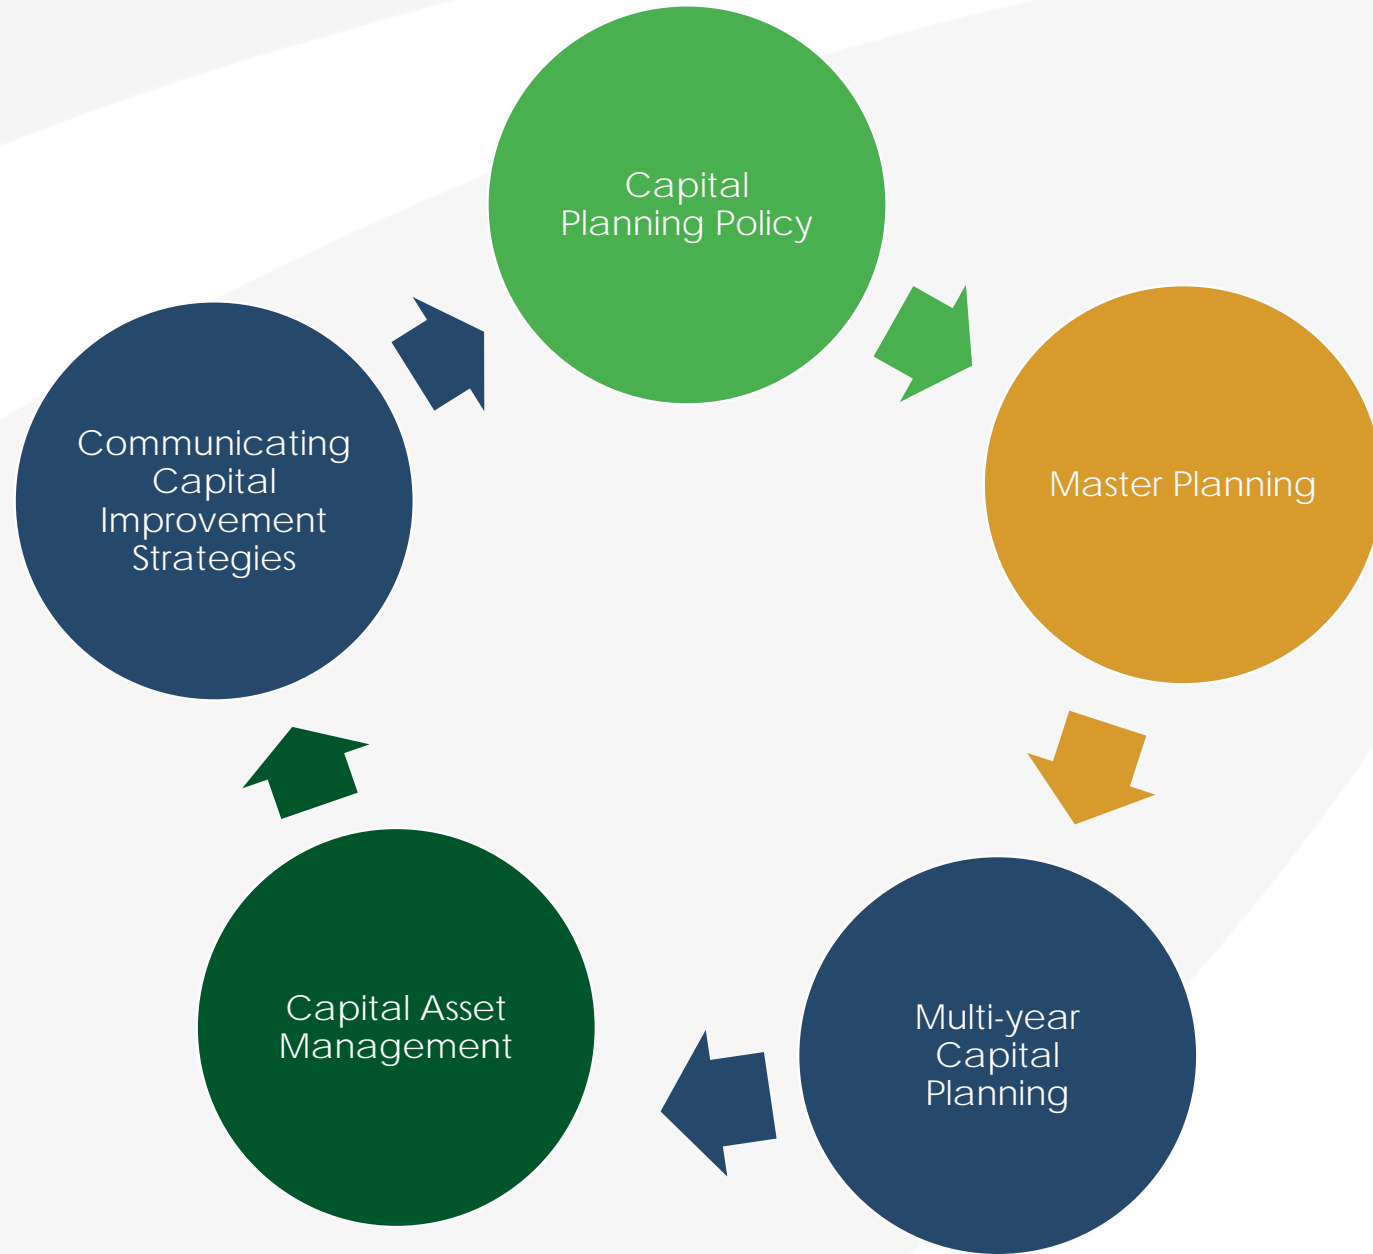 Capital
Planning Policy
Master Planning
Multi-year
Capital
Planning
Capital Asset
Management
Communicating
Capital
Improvement
Strategies